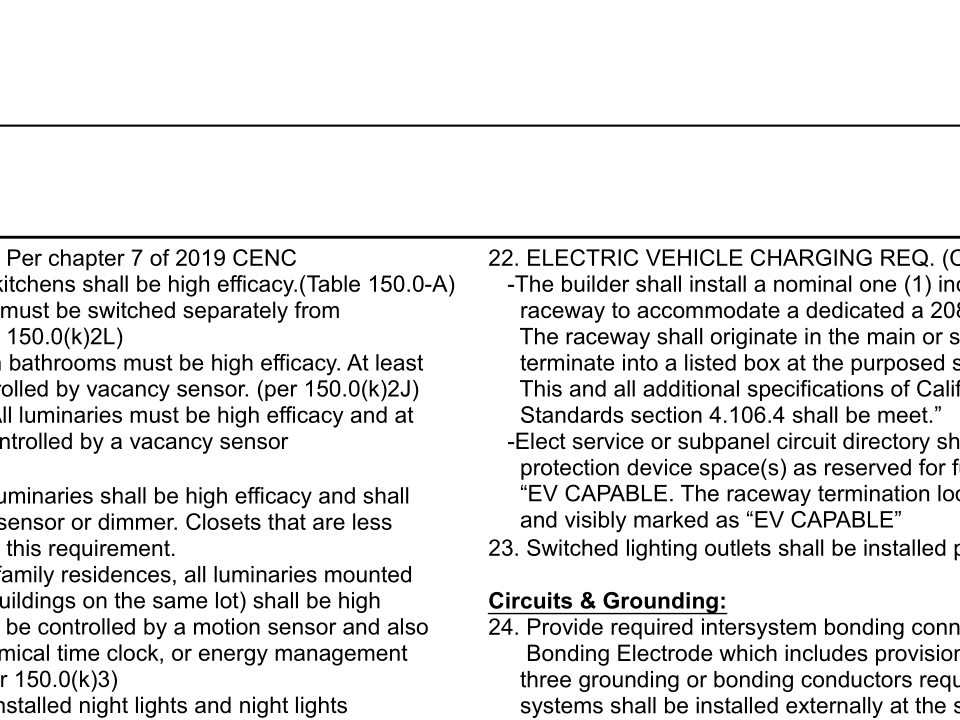 Per chapter 7 of 2019 CENC
kitchens shall be high efficacy.(Table 150.0-A)
must be switched separately from
150.0(k)2L)
bathrooms must be high efficacy. At least
rolled by vacancy sensor. (per 150.0(k)2J)
All luminaries must be high efficacy and at
ntrolled by a vacancy sensor
uminaries shall be high efficacy and shall
sensor or dimmer. Closets that are less
this requirement.
family residences, all luminaries mounted
uildings on the same lot) shall be high
be controlled by a motion sensor and also
mical time clock, or energy management
r 150.0(k)3)
nstalled night lights and night lights
22. ELECTRIC VEHICLE CHARGING REQ. (C
-The builder shall install a nominal one (1) inc
raceway to accommodate a dedicated a 208
The raceway shall originate in the main or s
terminate into a listed box at the purposed s
This and all additional specifications of Calif
Standards section 4.106.4 shall be meet.”
-Elect service or subpanel circuit directory sh
protection device space(s) as reserved for fu
“EV CAPABLE. The raceway termination loc
and visibly marked as “EV CAPABLE”
23. Switched lighting outlets shall be installed p
Circuits & Grounding:
24. Provide required intersystem bonding conn
Bonding Electrode which includes provision
three grounding or bonding conductors requ
systems shall be installed externally at the s